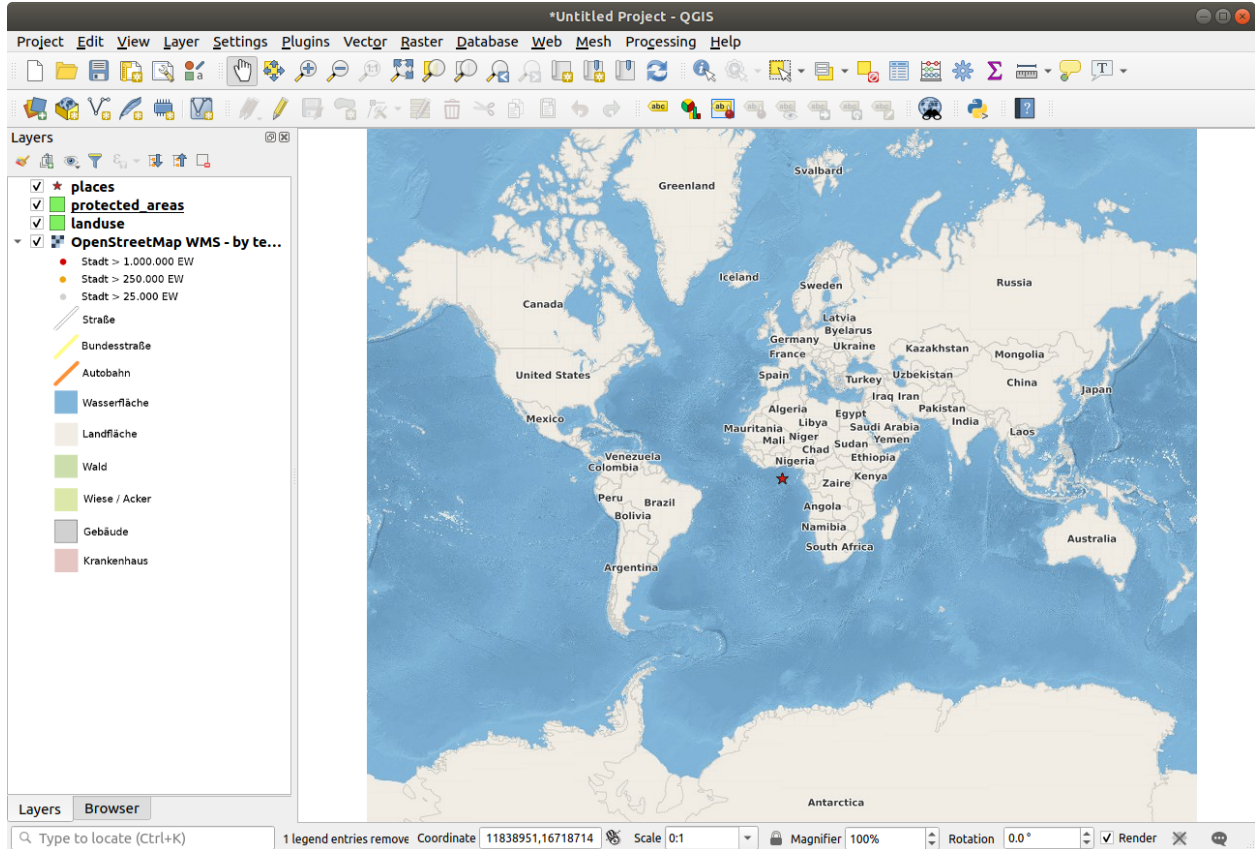 *Untitled Project - QGIS
Project Edit View Layer Settings Plugins Vector Raster Database Web Mesh Processing Help
Layers
places
protected_areas
landuse
OpenStreetMap WMS - by te...
Stadt > 1.000.000 EW
Stadt > 250.000 EW
Stadt > 25.000 EW
Straße
Bundesstraße
Autobahn
Wasserfläche
Landfläche
Wald
Wiese / Acker
Gebäude
Krankenhaus
Svalbard
Greenland
Iceland
Sweden
Russia
Canada
Latvia
Byelarus
Germany
Ukraine
France
Kazakhstan
Mongolia
United States
Spain
Turkey
Uzbekistan
China
Japan
Iraq Iran
Mexico
Algeria
Egypt
Pakistan
Libya
India
Mauritania
Saudi Arabia
Laos
Mali Niger
Sudan Yemen
Chad
Venezuela
Nigeria
Ethiopia
Colombia
Kenya
Zaire
Peru
Brazil
Angola
Bolivia
Namibia
Australia
South Africa
Argentina
Antarctica
Layers Browser
Type to locate (Ctrl+K) 1 legend entries remove Coordinate 11838951,16718714 Scale 0:1 Magnifier 100% Rotation 0.0 ° Render